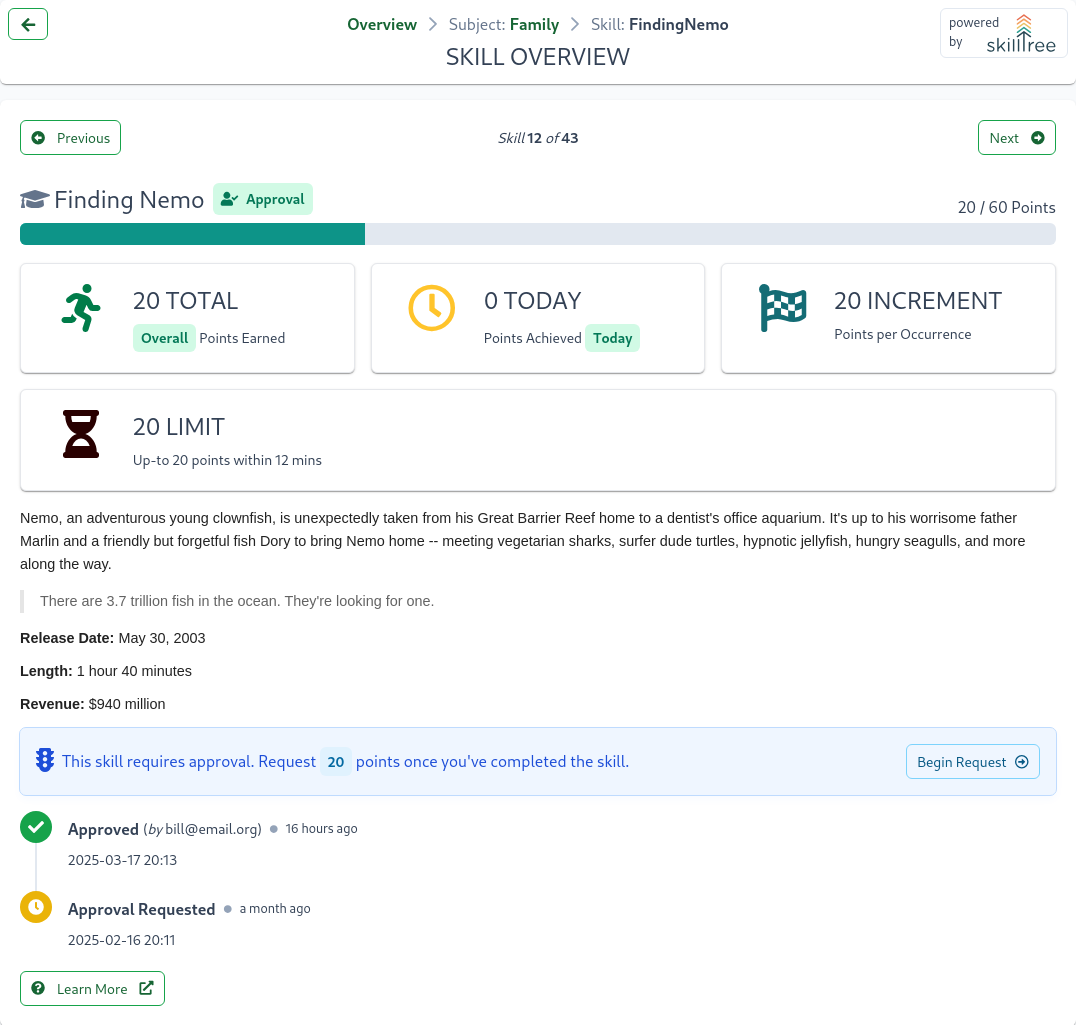 Overview > Subject: Family > Skill: FindingNemo
SKILL OVERVIEW
powered
by
skilltree
Previous
Skill 12 of 43
Next
Finding Nemo
Approval
20 / 60 Points
20 TOTAL
Overall Points Earned
0 TODAY
Points Achieved Today
20 INCREMENT
Points per Occurrence
20 LIMIT
Up-to 20 points within 12 mins
Nemo, an adventurous young clownfish, is unexpectedly taken from his Great Barrier Reef home to a dentist's office aquarium. It's up to his worrisome father
Marlin and a friendly but forgetful fish Dory to bring Nemo home -- meeting vegetarian sharks, surfer dude turtles, hypnotic jellyfish, hungry seagulls, and more
along the way.
There are 3.7 trillion fish in the ocean. They're looking for one.
Release Date: May 30, 2003
Length: 1 hour 40 minutes
Revenue: $940 million
This skill requires approval. Request 20 points once you've completed the skill.
Begin Request
Approved (by bill@email.org) 16 hours ago
2025-03-17 20:13
Approval Requested a month ago
2025-02-16 20:11
Learn More